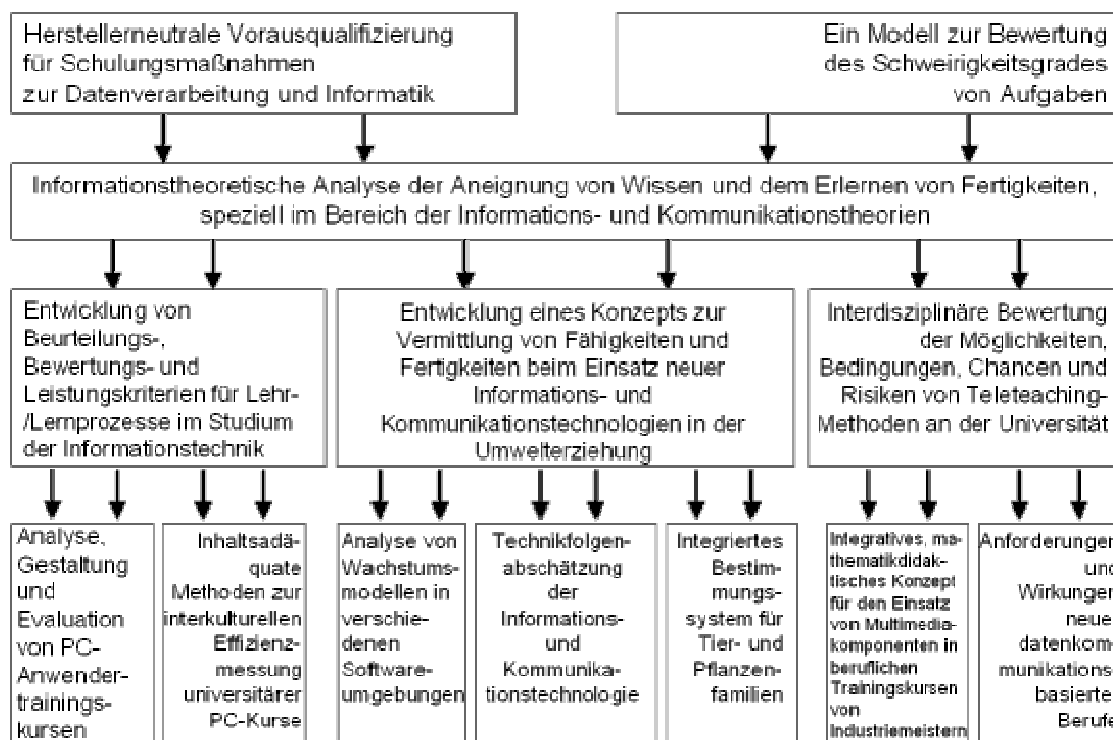 Herstellerneutrale Vorausqualifizierung
für Schulungsmaßnahmen
zur Datenverarbeitung und Informatik
Ein Modell zur Bewertung
des Schweirigkeitsgrades
von Aufgaben
Informationstheoretische Analyse der Aneignung von Wissen und dem Erlernen von Fertigkeiten,
speziell im Bereich der Informations- und Kommunikationstheorien
Entwicklung von
Beurteilungs-,
Bewertungs- und
Leistungskriterien für Lehr-
/Lernprozesse im Studium
der Informationstechnik
Entwicklung eines Konzepts zur
Vermittlung von Fähigkeiten und
Fertigkeiten beim Einsatz neuer
Informations- und
Kommunikationstechnologien in der
Umwelterziehung
Interdisziplinäre Bewertung
der Möglichkeiten,
Bedingungen, Chancen und
Risiken von Teleteaching-
Methoden an der Universität
Analyse,
Gestaltung
und
Evaluation
von PC-
Anwender-
trainings-
kursen
Inhaltsadä-
quate
Methoden zur
interkulturellen
Effizienz-
messung
universitärer
PC-Kurse
Analyse von
Wachstums-
modellen in
verschie-
denen
Software-
umgebungen
Technikfolgen-
abschätzung
der
Informations-
und
Kommunika-
tionstechnologie
Integriertes
Bestim-
mungs-
system für
Tier- und
Pflanzen-
familien
Integratives, ma-
thematikdidak-
tisches Konzept
für den Einsatz
von Multimedia-
komponenten in
beruflichen
Trainingskursen
von
Industriemeistern
Anforderungen
und
Wirkungen
neuer
datenkom-
munikations-
basierter
Berufe